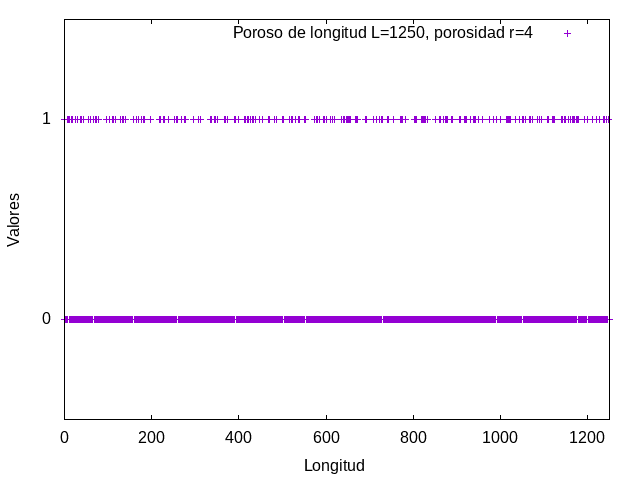 Poroso de longitud L=1250, porosidad r=4
1
Valores
0
0 200 400 600 800 1000 1200
Longitud